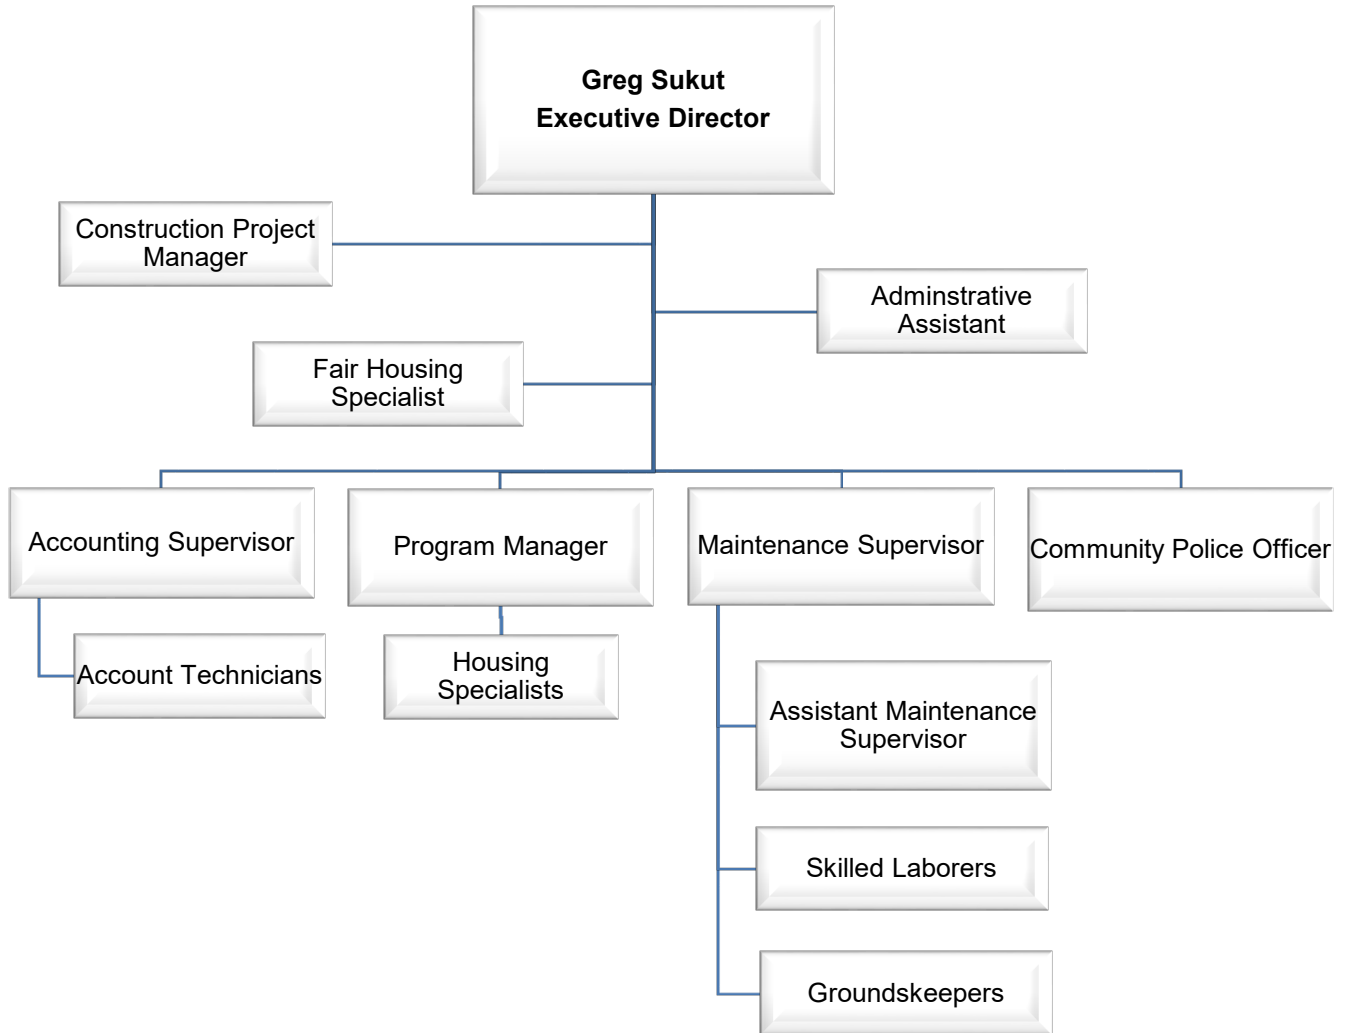 Greg Sukut
Executive Director
Construction Project
Manager
Adminstrative
Assistant
Fair Housing
Specialist
Accounting Supervisor
Program Manager
Maintenance Supervisor
Community Police Officer
Account Technicians
Housing
Specialists
Assistant Maintenance
Supervisor
Skilled Laborers
Groundskeepers